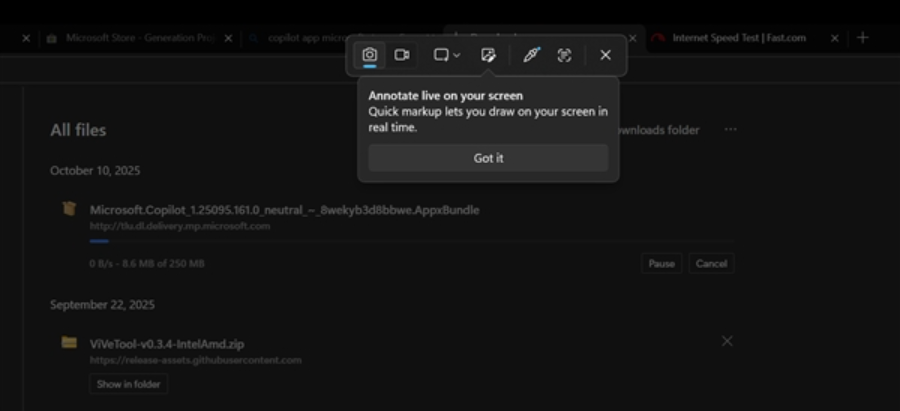 Microsoft Store - Generation Proj
copilot app micro
Internet Speed Test | Fast.com
Annotate live on your screen
Quick markup lets you draw on your screen in
real time.
Got it
All files
ownloads folder
October 10, 2025
Microsoft.Copilot_1.25095.161.0_neutral_~_8wekyb3d8bbwe.AppxBundle
http://tlu.dl.delivery.mp.microsoft.com
0 B/s - 8.6 MB of 250 MB
Pause
Cancel
September 22, 2025
ViVeTool-v0.3.4-IntelAmd.zip
https://release-assets.githubusercontent.com
Show in folder